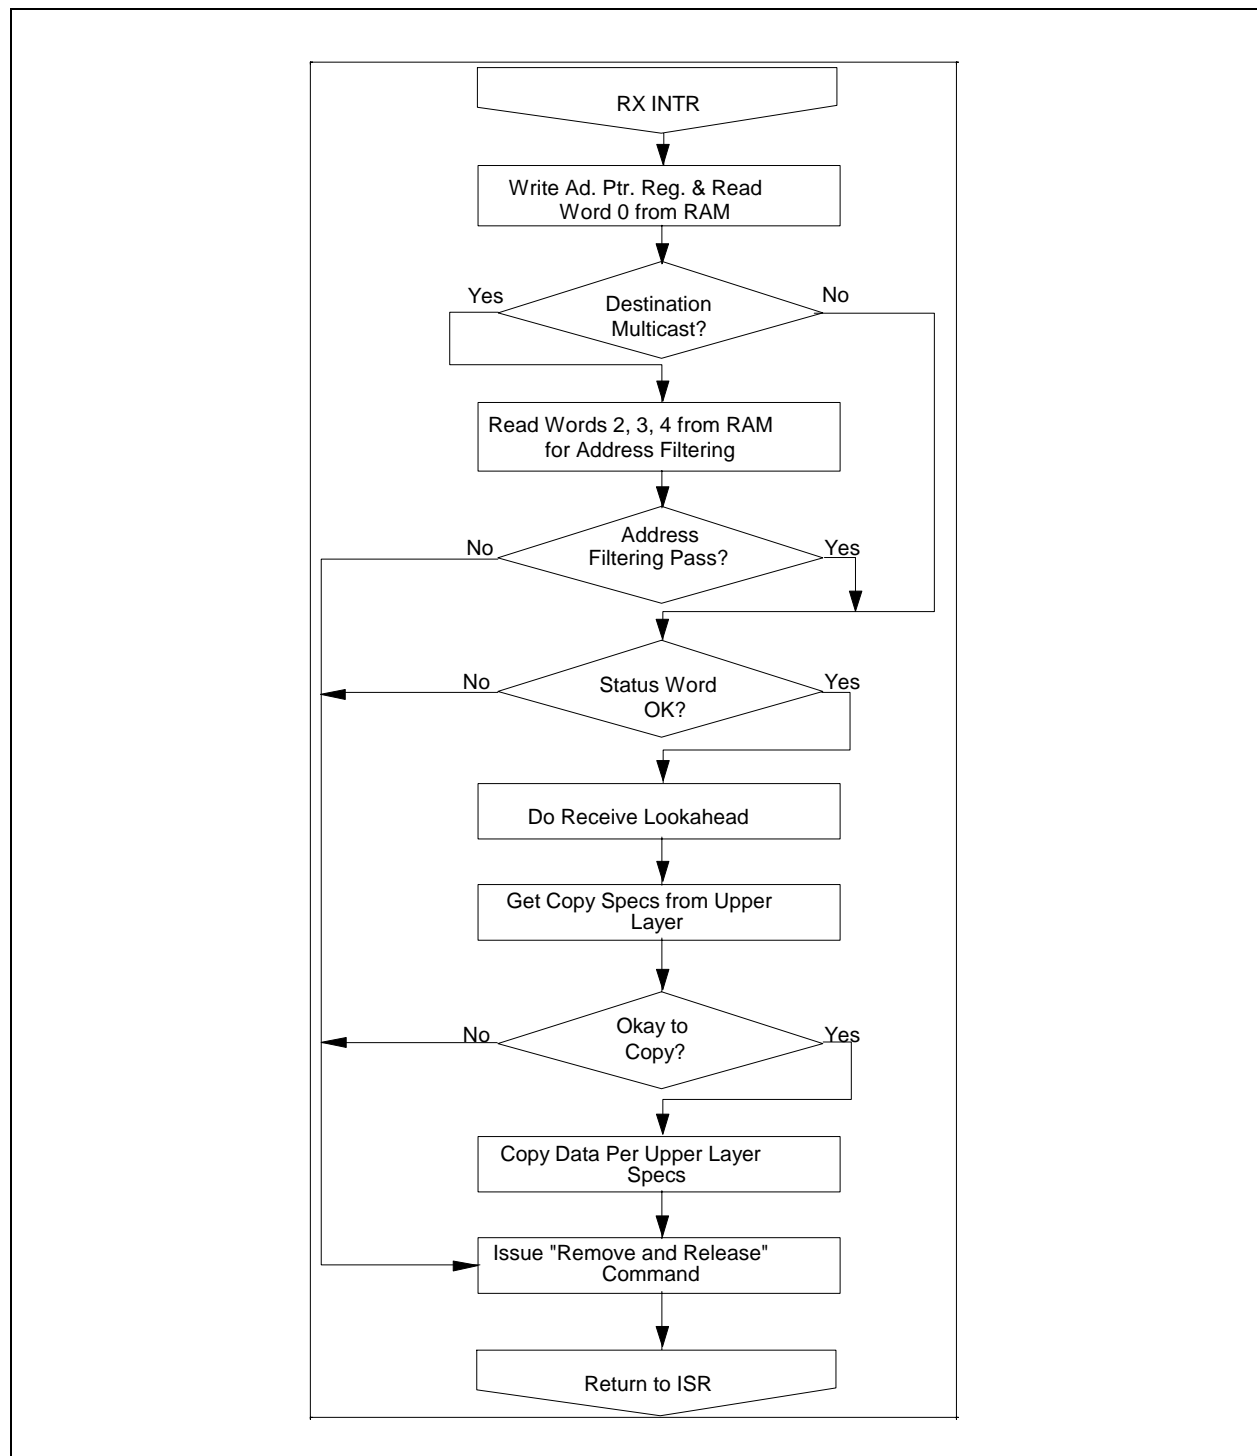 RX INTR
Write Ad. Ptr. Reg. & Read
Word 0 from RAM
Yes
No
Destination
Multicast?
Read Words 2, 3, 4 from RAM
for Address Filtering
No
Address
Filtering Pass?
Yes
No
Status Word
OK?
Yes
Do Receive Lookahead
Get Copy Specs from Upper
Layer
No
Okay to
Copy?
Yes
Copy Data Per Upper Layer
Specs
Issue "Remove and Release"
Command
Return to ISR